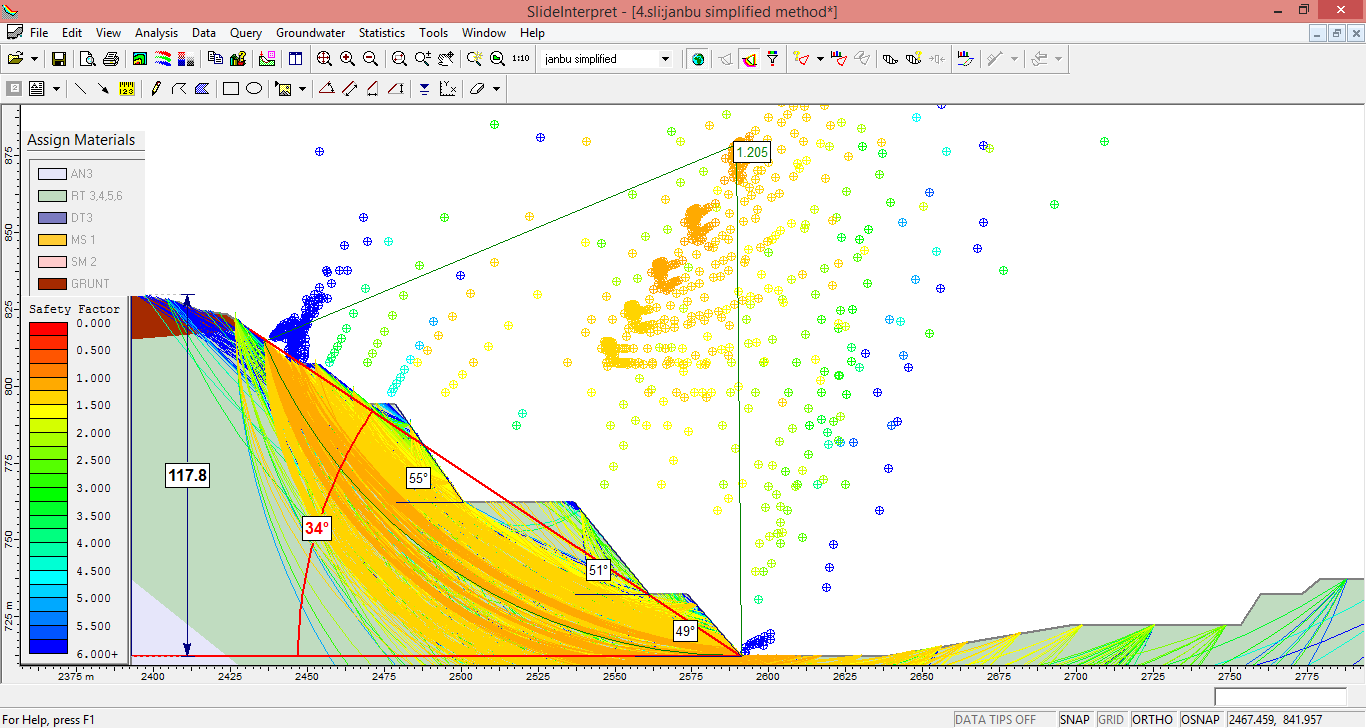 SlideInterpret - [4.sli:janbu simplified method*]
File Edit View Analysis Data Query Groundwater Statistics Tools Window Help
1:10 janbu simplified
Assign Materials
AN3
RT 3,4,5,6
DT3
MS 1
SM 2
GRUNT
Safety Factor
0.000
0.500
1.000
1.500
2.000
2.500
3.000
3.500
4.000
4.500
5.000
5.500
6.000+
875
850
825
800
775
750
725 m
1.205
117.8
34°
55°
51°
49°
2375 m 2400 2425 2450 2475 2500 2525 2550 2575 2600 2625 2650 2675 2700 2725 2750 2775
For Help, press F1
DATA TIPS OFF SNAP GRID ORTHO OSNAP 2467.459, 841.957